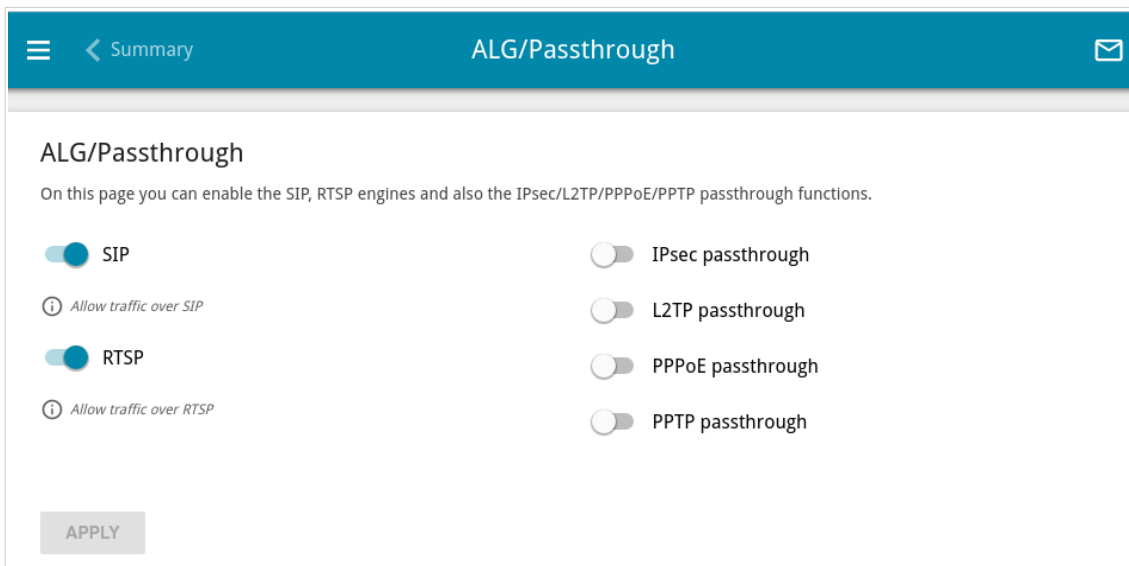 Summary
ALG/Passthrough
ALG/Passthrough
On this page you can enable the SIP, RTSP engines and also the IPsec/L2TP/PPPoE/PPTP passthrough functions.
SIP
Allow traffic over SIP
RTSP
Allow traffic over RTSP
IPsec passthrough
L2TP passthrough
PPPoE passthrough
PPTP passthrough
APPLY